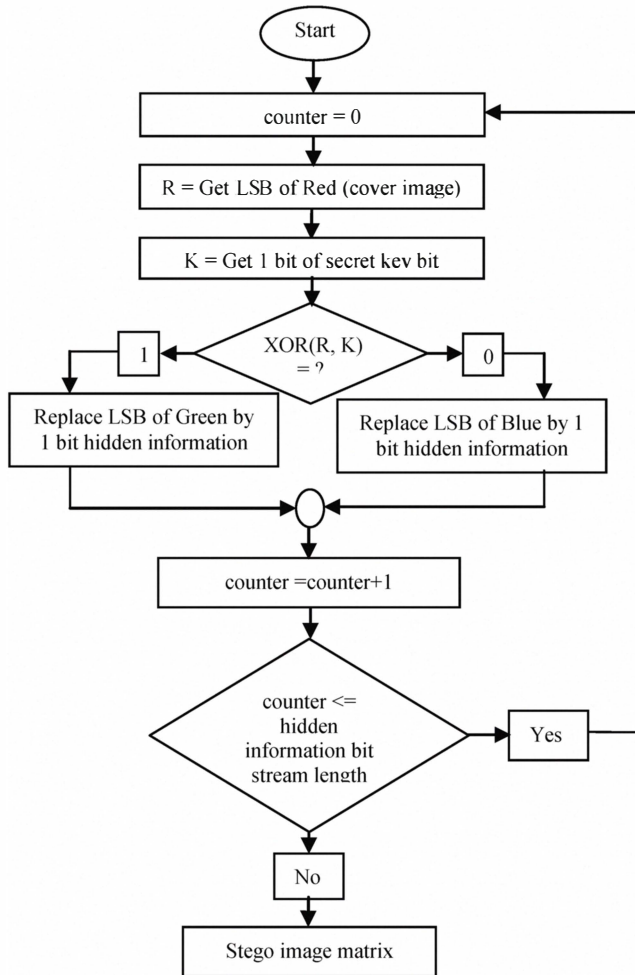 Start
counter = 0
R = Get LSB of Red (cover image)
K = Get 1 bit of secret key bit
XOR(R, K)
= ?
1
0
Replace LSB of Green by
1 bit hidden information
Replace LSB of Blue by 1
bit hidden information
counter =counter+1
counter <=
hidden
information bit
stream length
Yes
No
Stego image matrix